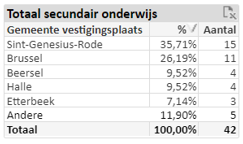 Totaal secundair onderwijs
Gemeente vestigingsplaats % Aantal
Sint-Genesius-Rode 35,71% 15
Brussel 26,19% 11
Beersel 9,52% 4
Halle 9,52% 4
Etterbeek 7,14% 3
Andere 11,90% 5
Totaal 100,00% 42